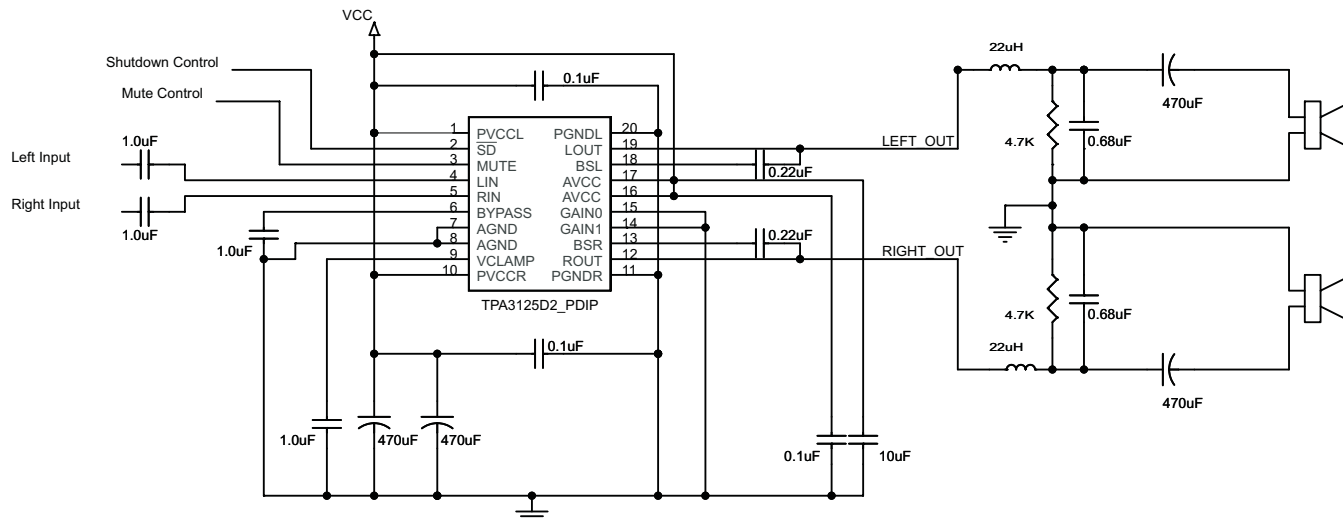 VCC
22uH
Shutdown Control
0.1uF
470uF
Mute Control
1.0uF
1 PVCCL PGNDL 20
2 SD LOUT 19 LEFT_OUT
4.7K 0.68uF
3 MUTE BSL 18
Left Input
4 LIN AVCC 17 0.22uF
5 RIN AVCC 16
Right Input
6 BYPASS GAIN0 15
1.0uF
7 AGND GAIN1 14
8 AGND BSR 13 0.22uF
1.0uF
9 VCLAMP ROUT 12 RIGHT_OUT
10 PVCCR PGNDR 11
TPA3125D2_PDIP
4.7K 0.68uF
0.1uF
22uH
470uF
1.0uF 470uF 470uF
0.1uF 10uF